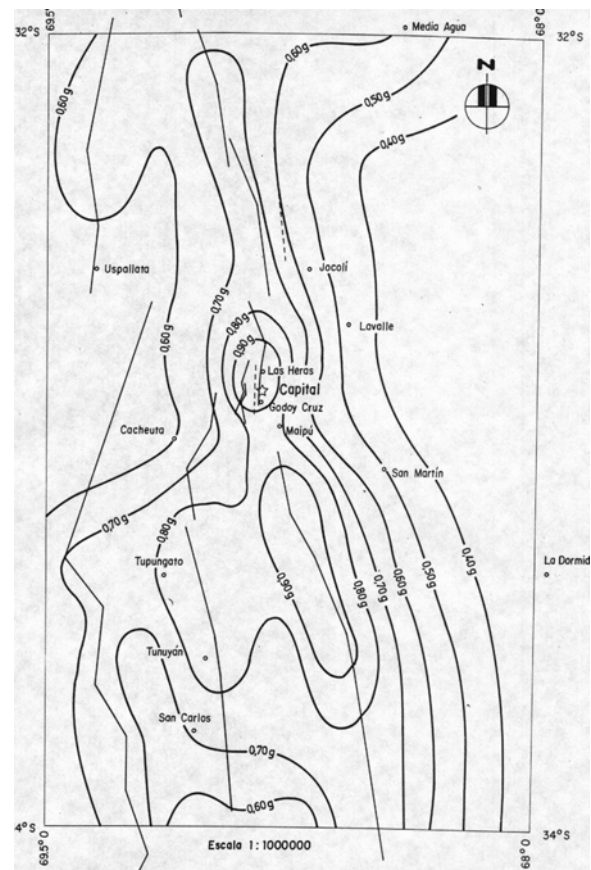 69.5
68°0
32°S
Media Agua
32°S
0,60g
0,60g
N
0,50g
0,40g
Uspallata
Jocolí
0,70g
0,60g
0,80g
Lavalle
0,90g
Las Heras
Capital
Godoy Cruz
Cacheuta
Maipú
San Martín
0,70g
0,80g
Tupungato
0,90g
0,80g
0,70g
0,60g
0,50g
0,40g
La Dormid
Tunuyán
San Carlos
0,70g
0,60g
4°S
34°S
69.5°0
Escala 1:1000000
68°0